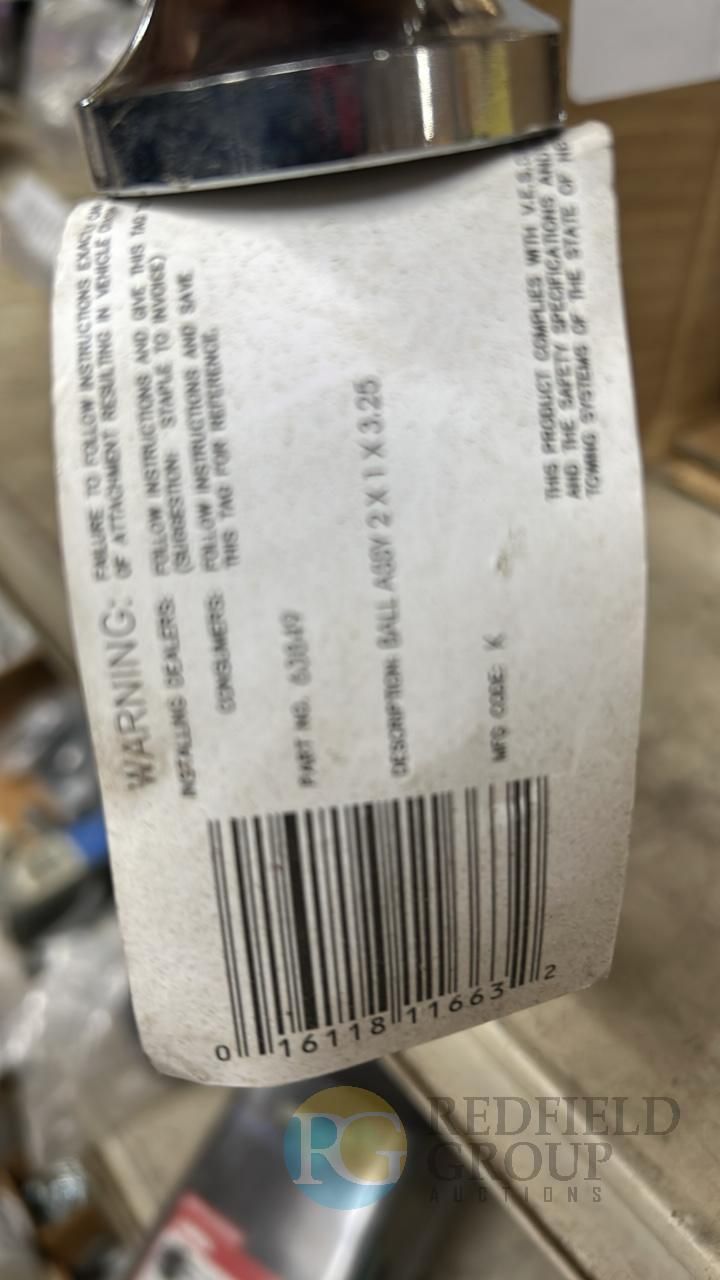 WARNING: FAILURE TO FOLLOW INSTRUCTIONS EXACTLY
OF ATTACHMENT RESULTING IN VEHICLE
INSTALLING DEALERS: FOLLOW INSTRUCTIONS AND GIVE THIS TAG
(SUGGESTION: STAPLE TO INVOICE)
CONSUMERS: FOLLOW INSTRUCTIONS AND SAVE
THIS TAG FOR REFERENCE.
PART NO. 63849
DESCRIPTION: BALL ASSY 2 X 1 X 3.25
MFG CODE: K
THIS PRODUCT COMPLIES WITH V.E.S.C.
AND THE SAFETY SPECIFICATIONS AND
TOWING SYSTEMS OF THE STATE OF
0 16118 11663 2
RG
REDFIELD
GROUP
AUCTIONS